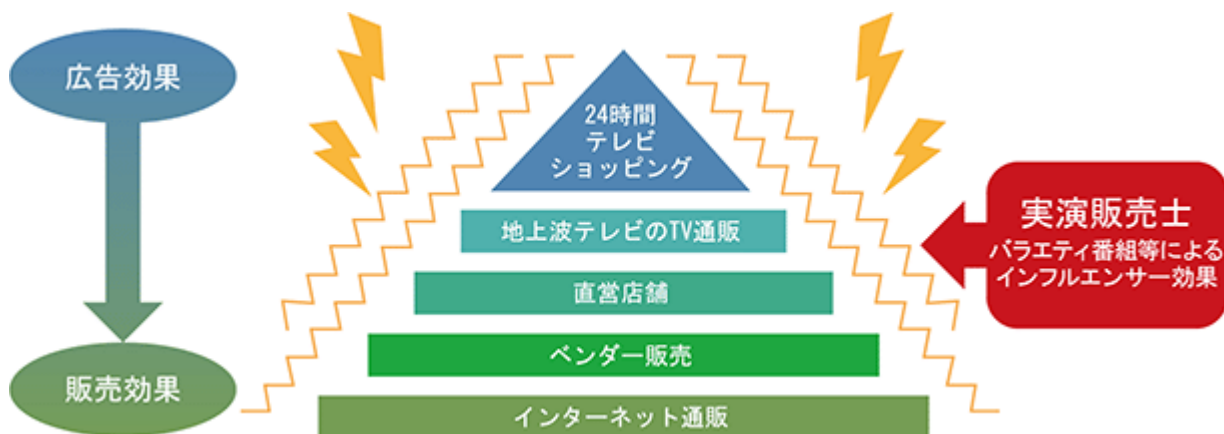 広告効果
販売効果
24時間
テレビ
ショッピング
地上波テレビのTV通販
直営店舗
ベンダー販売
インターネット通販
実演販売士
バラエティ番組等による
インフルエンサー効果